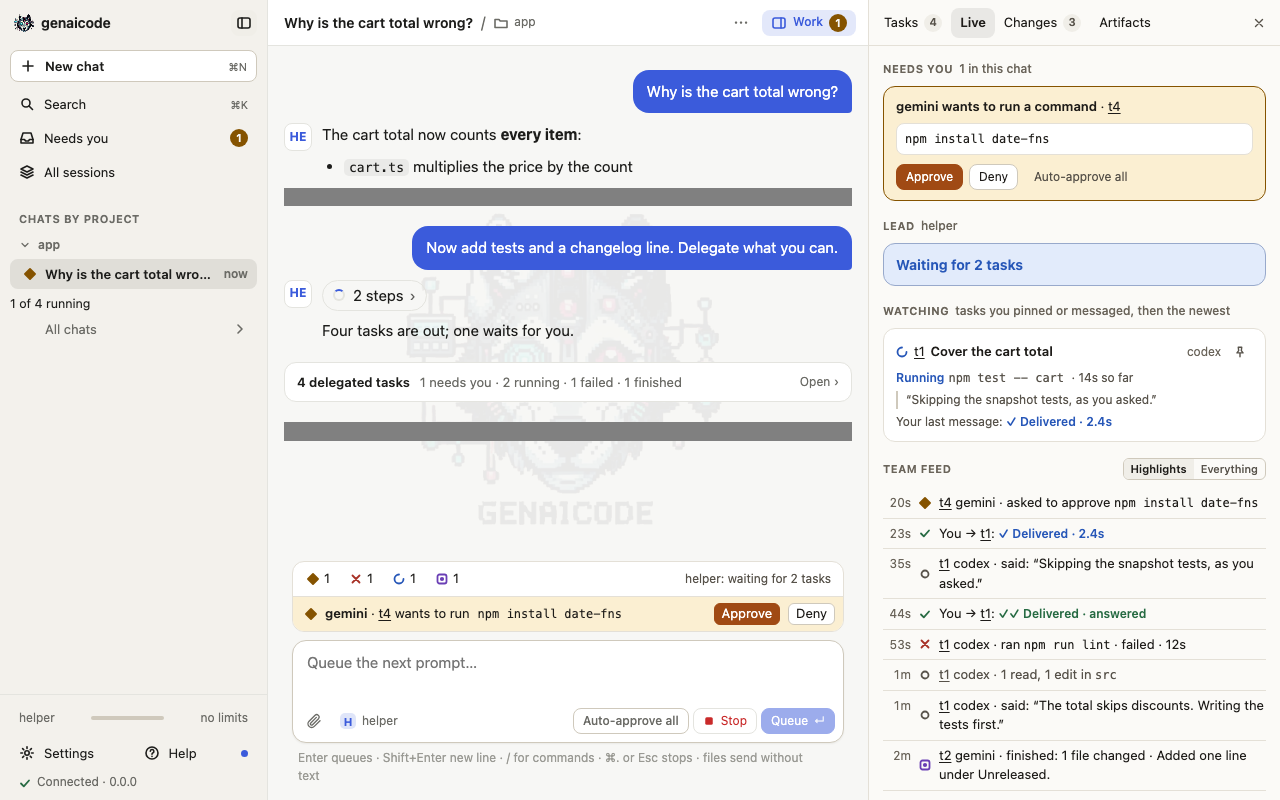 genaicode
New chat ⌘N
Search ⌘K
Needs you 1
All sessions
CHATS BY PROJECT
app
Why is the cart total wro... now
1 of 4 running
All chats
helper no limits
Settings Help
Connected · 0.0.0
Why is the cart total wrong? / app
··· Work 1
Why is the cart total wrong?
HE The cart total now counts every item:
• cart.ts multiplies the price by the count
Now add tests and a changelog line. Delegate what you can.
HE 2 steps ›
Four tasks are out; one waits for you.
4 delegated tasks 1 needs you · 2 running · 1 failed · 1 finished Open ›
GENAICODE
1 1 1 1 helper: waiting for 2 tasks
gemini · t4 wants to run npm install date-fns Approve Deny
Queue the next prompt...
H helper Auto-approve all Stop Queue
Enter queues · Shift+Enter new line · / for commands · ⌘. or Esc stops · files send without
text
Tasks 4 Live Changes 3 Artifacts
NEEDS YOU 1 in this chat
gemini wants to run a command · t4
npm install date-fns
Approve Deny Auto-approve all
LEAD helper
Waiting for 2 tasks
WATCHING tasks you pinned or messaged, then the newest
t1 Cover the cart total codex
Running npm test -- cart · 14s so far
“Skipping the snapshot tests, as you asked.”
Your last message: ✓ Delivered · 2.4s
TEAM FEED Highlights Everything
20s t4 gemini · asked to approve npm install date-fns
23s You → t1: ✓ Delivered · 2.4s
35s t1 codex · said: “Skipping the snapshot tests, as you
asked.”
44s You → t1: ✓✓ Delivered · answered
53s t1 codex · ran npm run lint · failed · 12s
1m t1 codex · 1 read, 1 edit in src
1m t1 codex · said: “The total skips discounts. Writing the
tests first.”
2m t2 gemini · finished: 1 file changed · Added one line
under Unreleased.